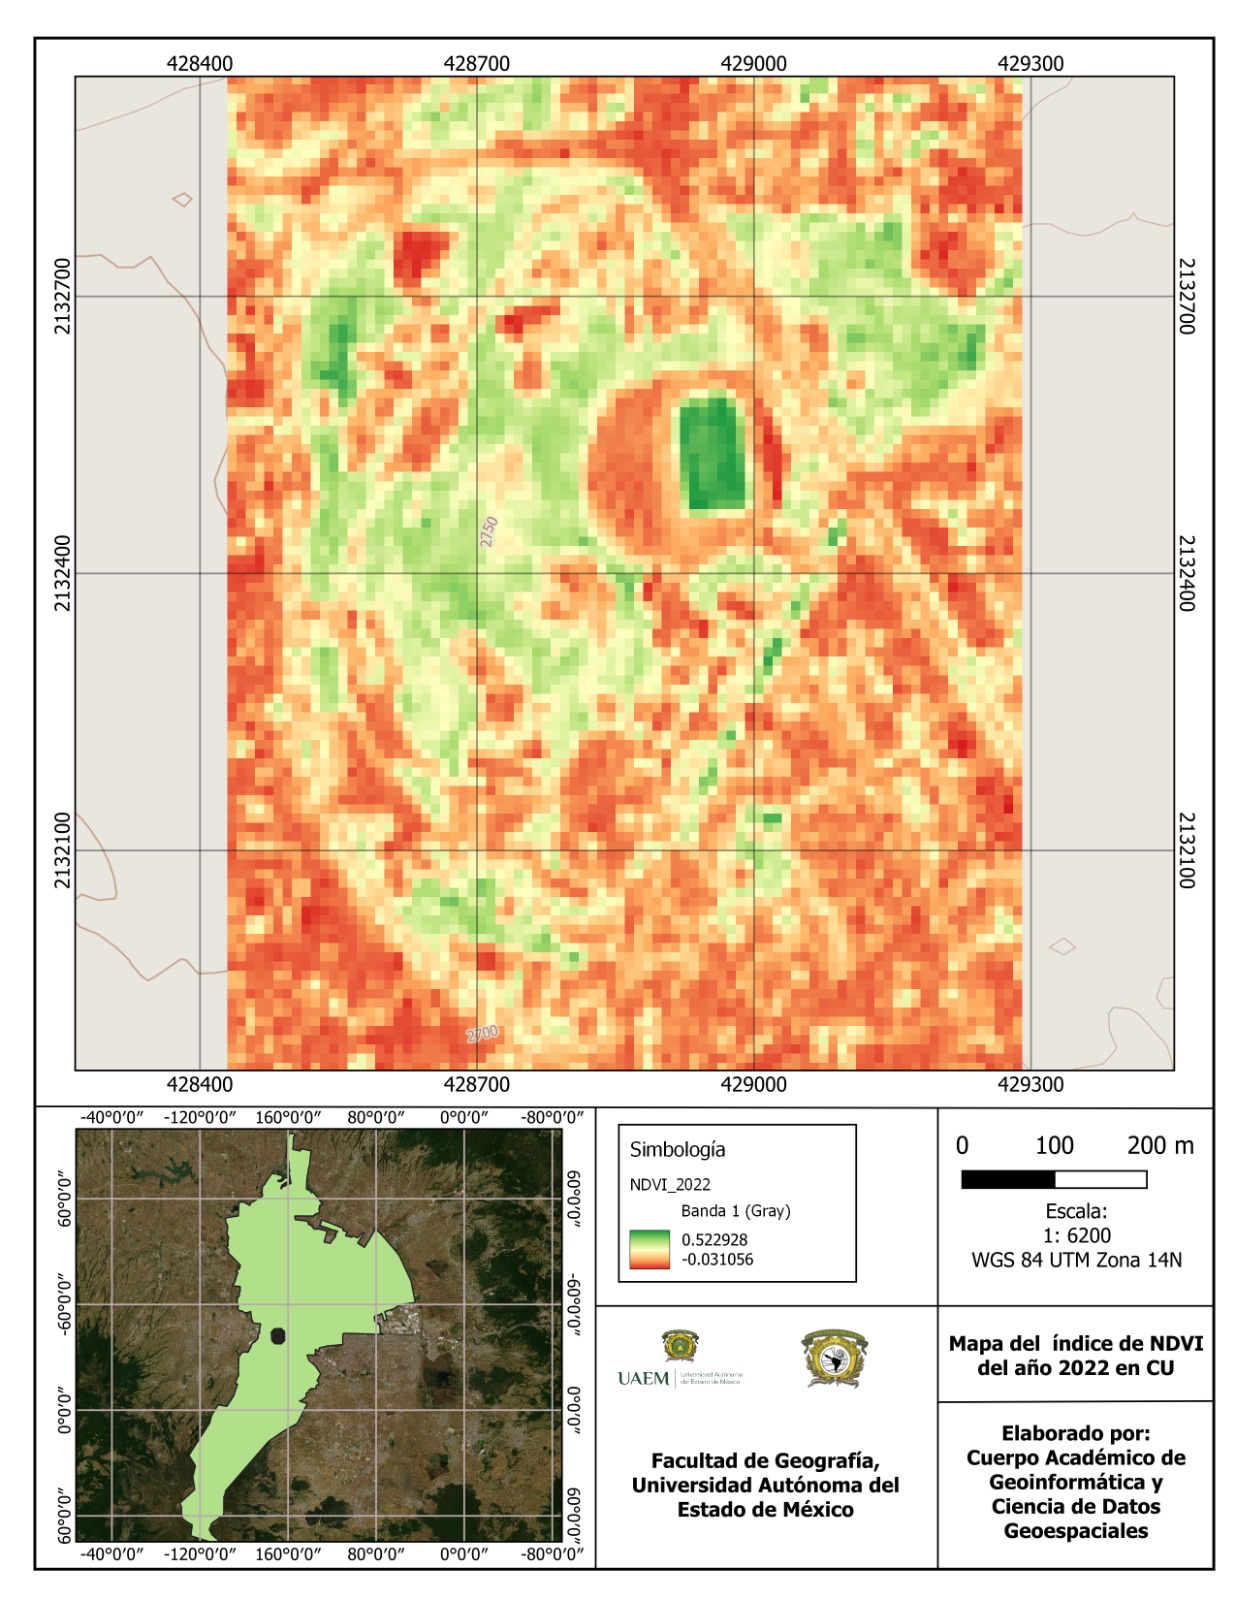 428400 428700 429000 429300
2132700 2132700
2132400 2132400
2132100 2132100
2750
2700
428400 428700 429000 429300
-40°0'0" -120°0'0" 160°0'0" 80°0'0" 0°0'0" -80°0'0"
60°0'0" -60°0'0" 0°0'0" 60°0'0"
60°0'0" -60°0'0" 0°0'0" 60°0'0"
-40°0'0" -120°0'0" 160°0'0" 80°0'0" 0°0'0" -80°0'0"
Simbología
NDVI_2022
Banda 1 (Gray)
0.522928
-0.031056
0 100 200 m
Escala:
1: 6200
WGS 84 UTM Zona 14N
UAEM
Universidad Autónoma
del Estado de México
Facultad de Geografía,
Universidad Autónoma del
Estado de México
Mapa del índice de NDVI
del año 2022 en CU
Elaborado por:
Cuerpo Académico de
Geoinformática y
Ciencia de Datos
Geoespaciales